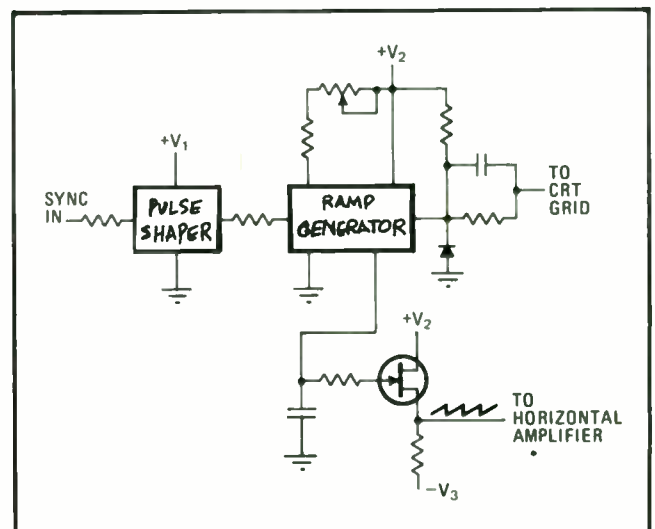 +V₂
+V₁
SYNC
IN
PULSE
SHAPER
RAMP
GENERATOR
TO
CRT
GRID
+V₂
TO
HORIZONTAL
AMPLIFIER
-V₃